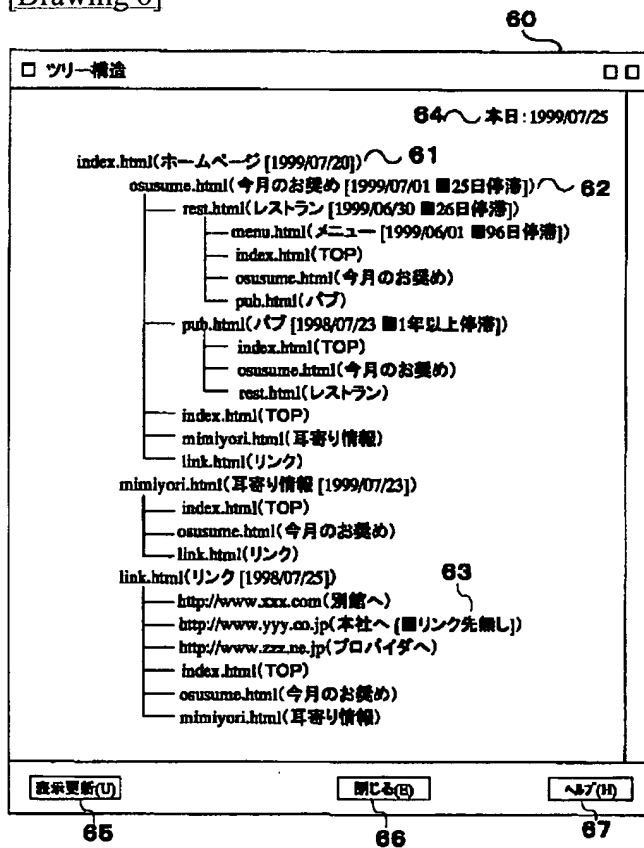 [Drawing 6]
60
ツリー構造
64 本日:1999/07/25
index.html(ホームページ [1999/07/20]) 61
osusume.html(今月のお奨め [1999/07/01 ■25日停滞]) 62
rest.html(レストラン [1999/06/30 ■26日停滞])
menu.html(メニュー [1999/06/01 ■96日停滞])
index.html(TOP)
osusume.html(今月のお奨め)
pub.html(パブ)
pub.html(パブ [1998/07/23 ■1年以上停滞])
index.html(TOP)
osusume.html(今月のお奨め)
rest.html(レストラン)
index.html(TOP)
mimiyori.html(耳寄り情報)
link.html(リンク)
mimiyori.html(耳寄り情報 [1999/07/23])
index.html(TOP)
osusume.html(今月のお奨め)
link.html(リンク)
link.html(リンク [1998/07/25])
63
http://www.xxx.com(別館へ)
http://www.yyy.co.jp(本社へ [■リンク先無し])
http://www.zzz.ne.jp(プロバイダへ)
index.html(TOP)
osusume.html(今月のお奨め)
mimiyori.html(耳寄り情報)
表示更新(U) 閉じる(E) ヘルプ(H)
65 66 67